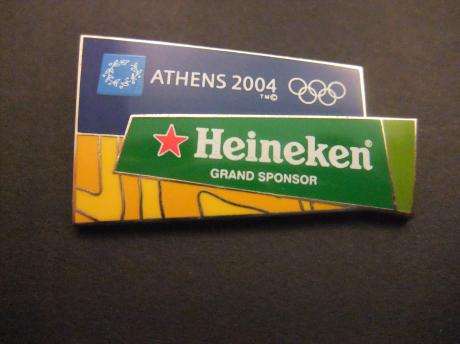 ATHENS 2004
TM©
Heineken®
GRAND SPONSOR